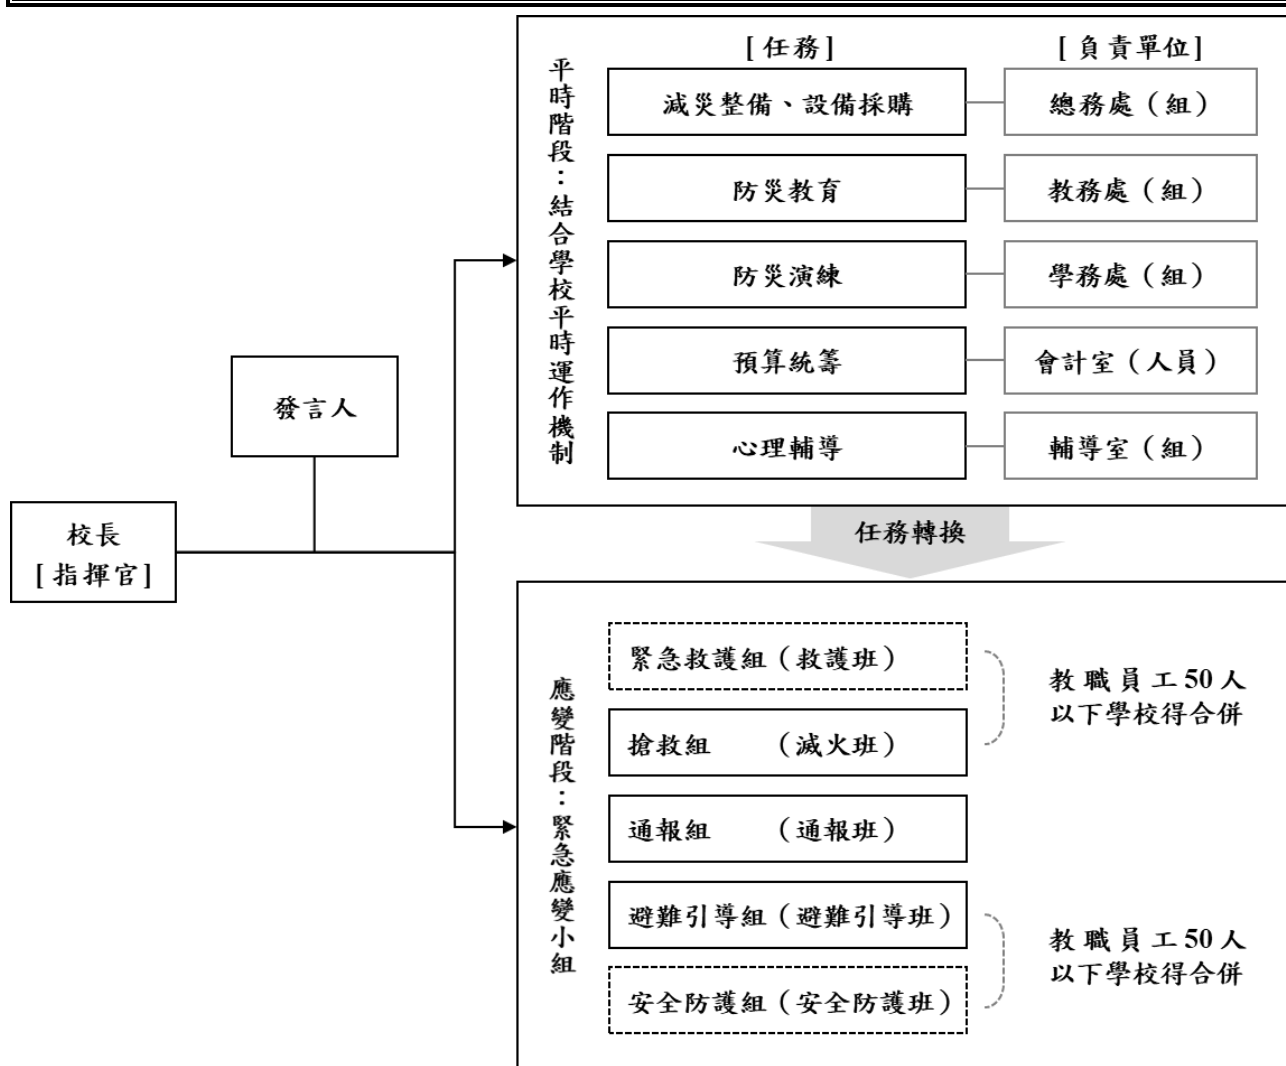 [任務]
[負責單位]
平時階段：結合學校平時運作機制
減災整備、設備採購
總務處（組）
防災教育
教務處（組）
防災演練
學務處（組）
預算統籌
會計室（人員）
心理輔導
輔導室（組）
發言人
校長
[指揮官]
任務轉換
應變階段：緊急應變小組
緊急救護組（救護班）
搶救組 （滅火班）
教職員工50人
以下學校得合併
通報組 （通報班）
避難引導組（避難引導班）
安全防護組（安全防護班）
教職員工50人
以下學校得合併